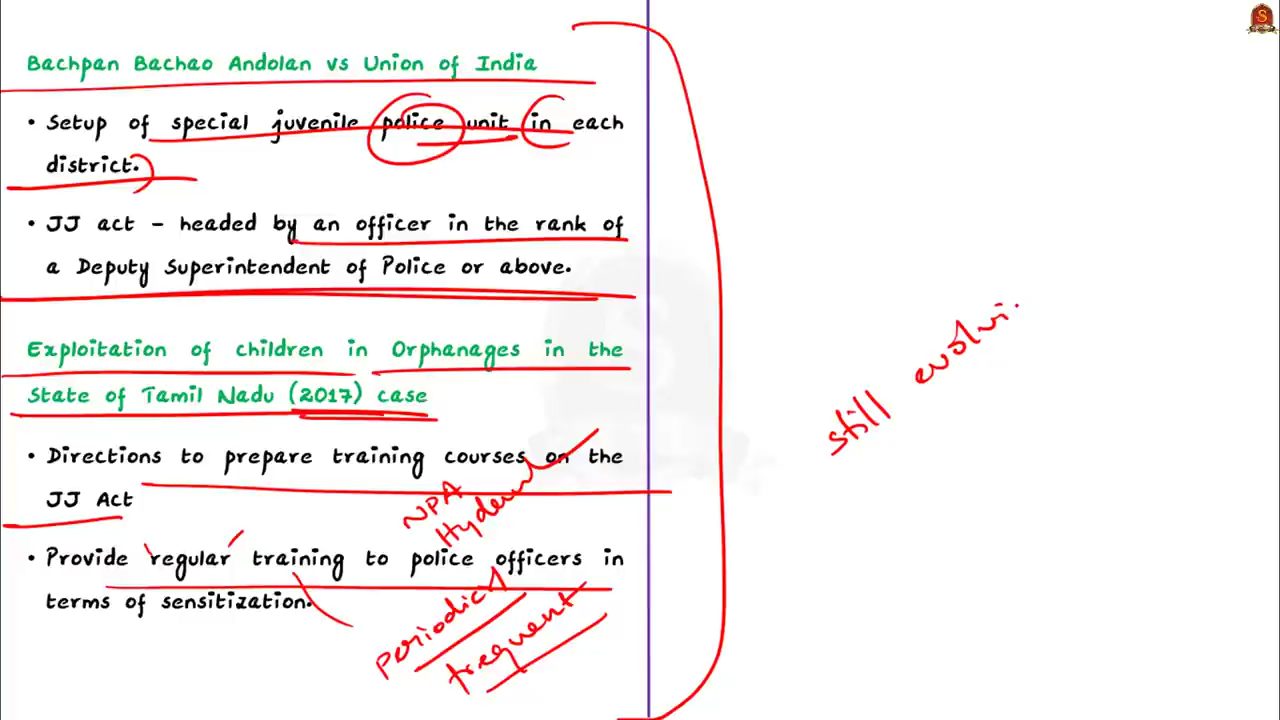 Bachpan Bachao Andolan vs Union of India
• Setup of special juvenile police unit in each
district.
• JJ act - headed by an officer in the rank of
a Deputy Superintendent of Police or above.
Exploitation of children in Orphanages in the
State of Tamil Nadu (2017) case
• Directions to prepare training courses on the
JJ Act
NPA
• Provide regular training to police officers in
terms of sensitization.
periodical
frequent
still evolvi
S